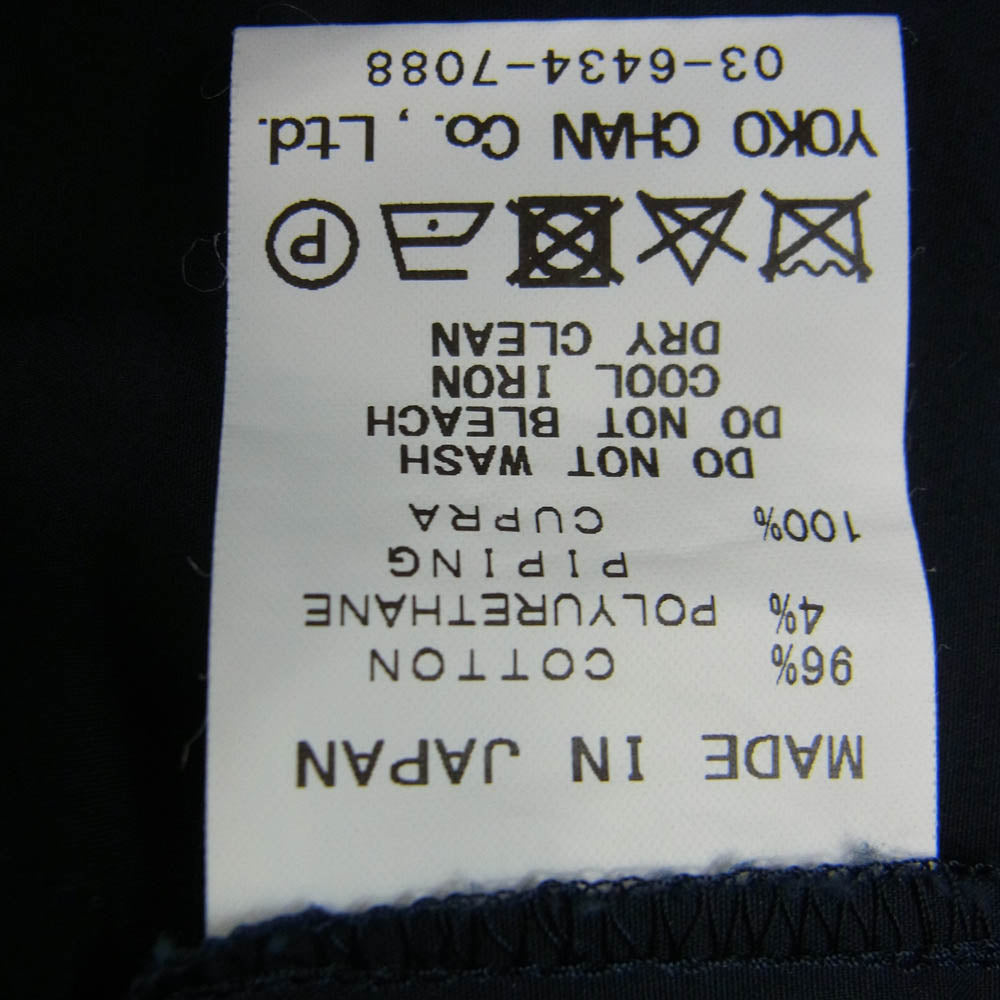 MADE IN JAPAN
96% COTTON
4% POLYURETHANE
PIPING
100% CUPRA
DO NOT WASH
DO NOT BLEACH
COOL IRON
DRY CLEAN
P
YOKO CHAN Co., Ltd.
03-6434-7088